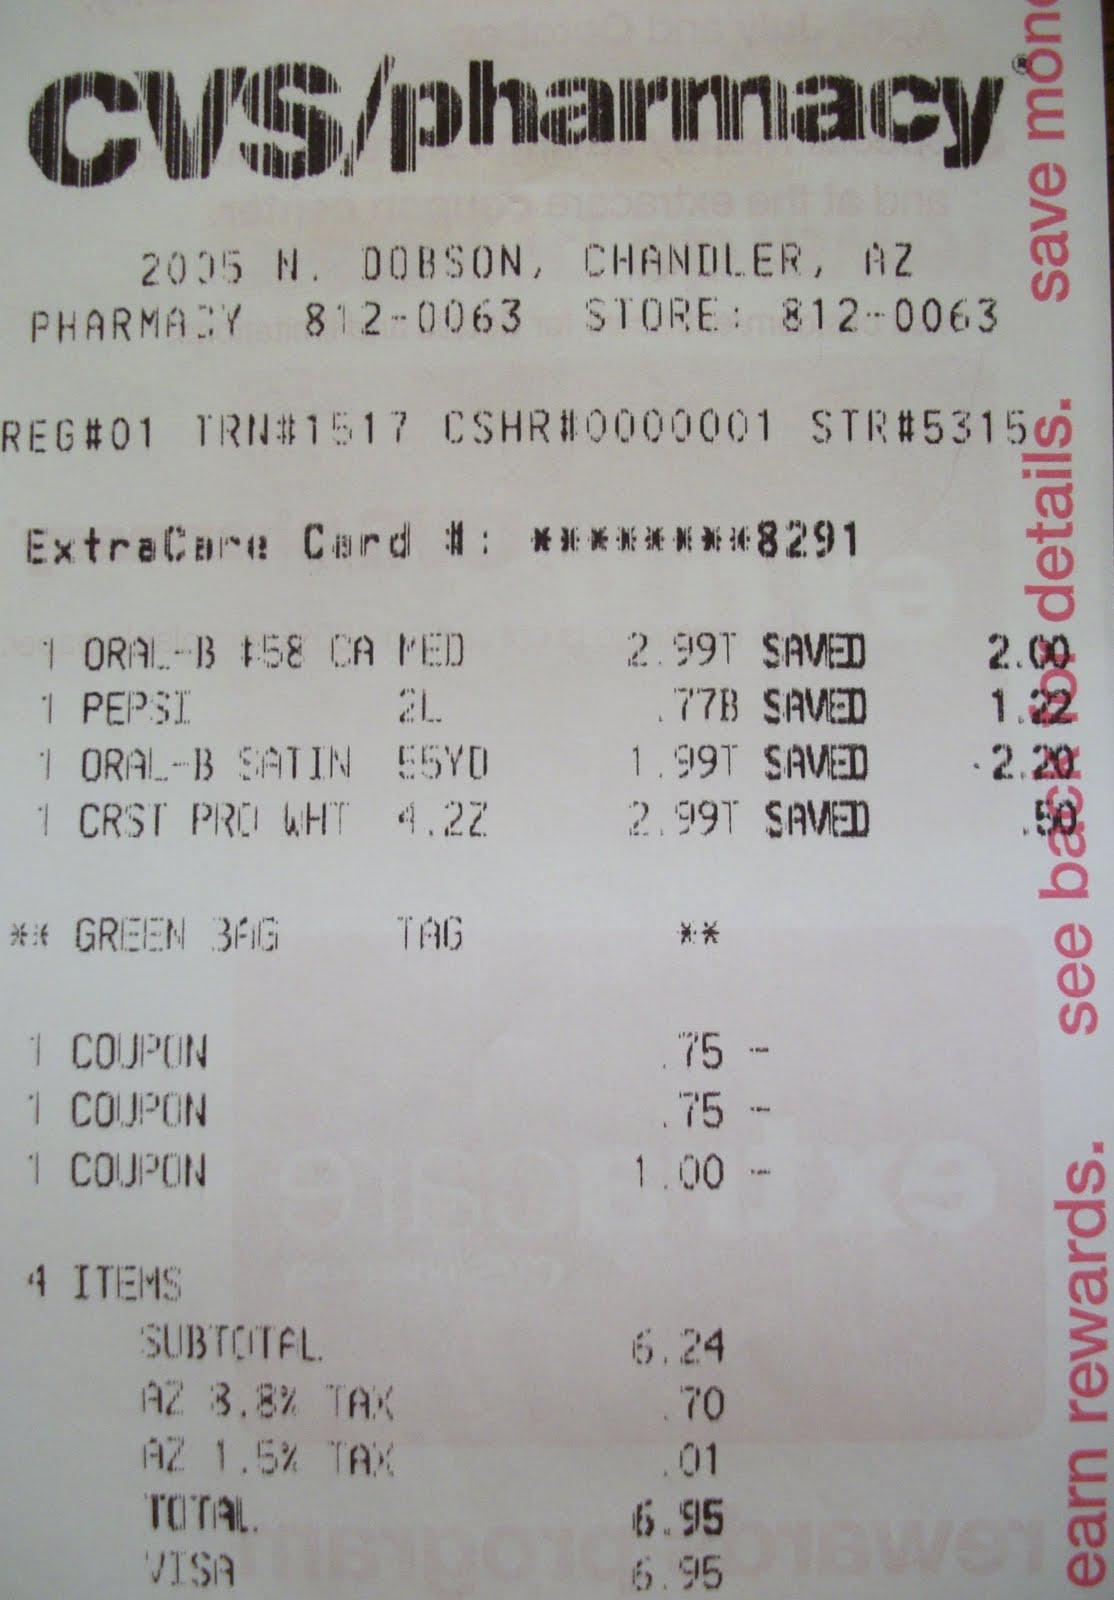 CVS/pharmacy®
2005 N. DOBSON, CHANDLER, AZ
PHARMACY 812-0063 STORE: 812-0063
REG#01 TRN#1517 CSHR#0000001 STR#5315
ExtraCare Card #: *********8291
1 ORAL-B #58 CA MED 2.99T SAVED 2.00
1 PEPSI 2L .77B SAVED 1.22
1 ORAL-B SATIN 55YD 1.99T SAVED 2.20
1 CRST PRO WHT 4.2Z 2.99T SAVED .50
** GREEN BAG TAG **
1 COUPON .75 -
1 COUPON .75 -
1 COUPON 1.00 -
4 ITEMS
SUBTOTAL 6.24
AZ 8.8% TAX .70
AZ 1.5% TAX .01
TOTAL 6.95
VISA 6.95
earn rewards. see back for details. save mone